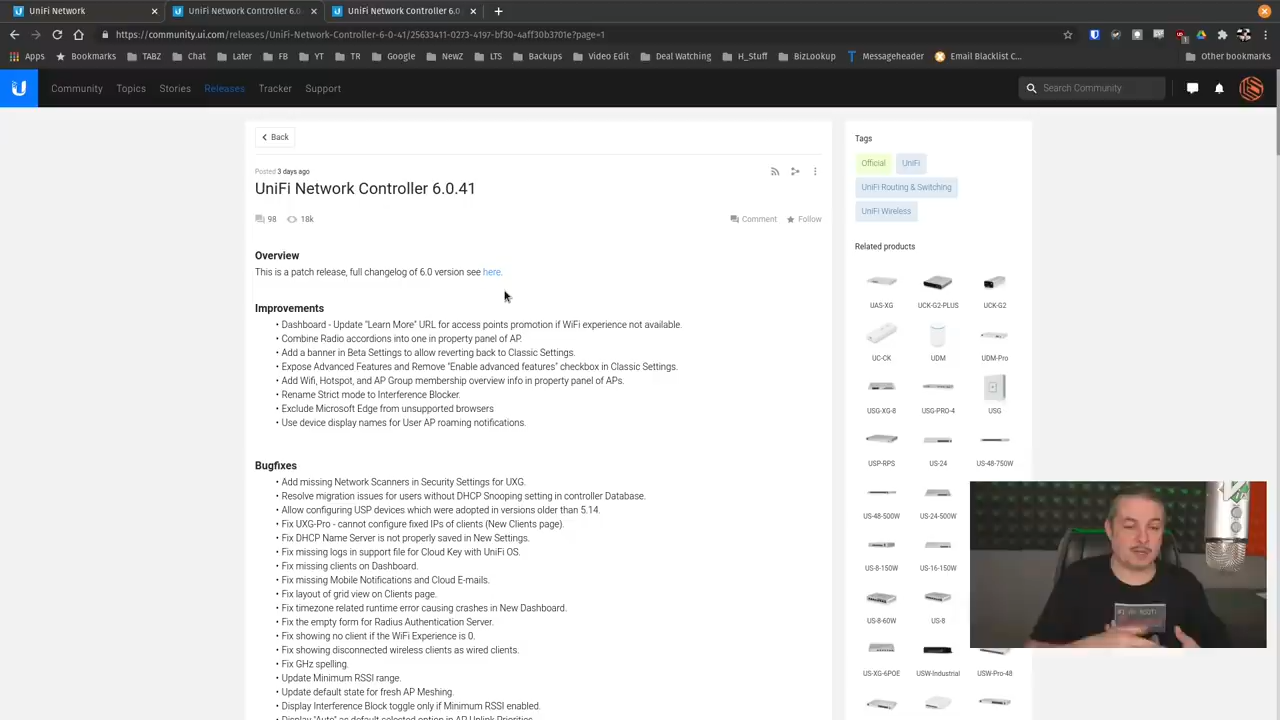 UniFi Network
UniFi Network Controller 6.0.
UniFi Network Controller 6.0.
https://community.ui.com/releases/UniFi-Network-Controller-6-0-41/25633411-0273-4197-bf30-4aff30b3701e?page=1
Apps
Bookmarks
TABZ
Chat
Later
FB
YT
TR
Google
NewZ
LTS
Backups
Video Edit
Deal Watching
H_Stuff
BizLookup
Messageheader
Email Blacklist C...
Other bookmarks
Community
Topics
Stories
Releases
Tracker
Support
Search Community
Back
Posted 3 days ago
UniFi Network Controller 6.0.41
98
18k
Comment
Follow
Overview
This is a patch release, full changelog of 6.0 version see here.
Improvements
• Dashboard - Update "Learn More" URL for access points promotion if WiFi experience not available.
• Combine Radio accordions into one in property panel of AP.
• Add a banner in Beta Settings to allow reverting back to Classic Settings.
• Expose Advanced Features and Remove "Enable advanced features" checkbox in Classic Settings.
• Add Wifi, Hotspot, and AP Group membership overview info in property panel of APs.
• Rename Strict mode to Interference Blocker.
• Exclude Microsoft Edge from unsupported browsers
• Use device display names for User AP roaming notifications.
Bugfixes
• Add missing Network Scanners in Security Settings for UXG.
• Resolve migration issues for users without DHCP Snooping setting in controller Database.
• Allow configuring USP devices which were adopted in versions older than 5.14.
• Fix UXG-Pro - cannot configure fixed IPs of clients (New Clients page).
• Fix DHCP Name Server is not properly saved in New Settings.
• Fix missing logs in support file for Cloud Key with UniFi OS.
• Fix missing clients on Dashboard.
• Fix missing Mobile Notifications and Cloud E-mails.
• Fix layout of grid view on Clients page.
• Fix timezone related runtime error causing crashes in New Dashboard.
• Fix the empty form for Radius Authentication Server.
• Fix showing no client if the WiFi Experience is 0.
• Fix showing disconnected wireless clients as wired clients.
• Fix GHz spelling.
• Update Minimum RSSI range.
• Update default state for fresh AP Meshing.
• Display Interference Block toggle only if Minimum RSSI enabled.
• Display "Auto" as default selected option in AP Uplink Priorities.
Tags
Official
UniFi
UniFi Routing & Switching
UniFi Wireless
Related products
UAS-XG
UCK-G2-PLUS
UCK-G2
UC-CK
UDM
UDM-Pro
USG-XG-8
USG-PRO-4
USG
USP-RPS
US-24
US-48-750W
US-48-500W
US-24-500W
US-8-150W
US-16-150W
US-8-60W
US-8
US-XG-6POE
USW-Industrial
USW-Pro-48